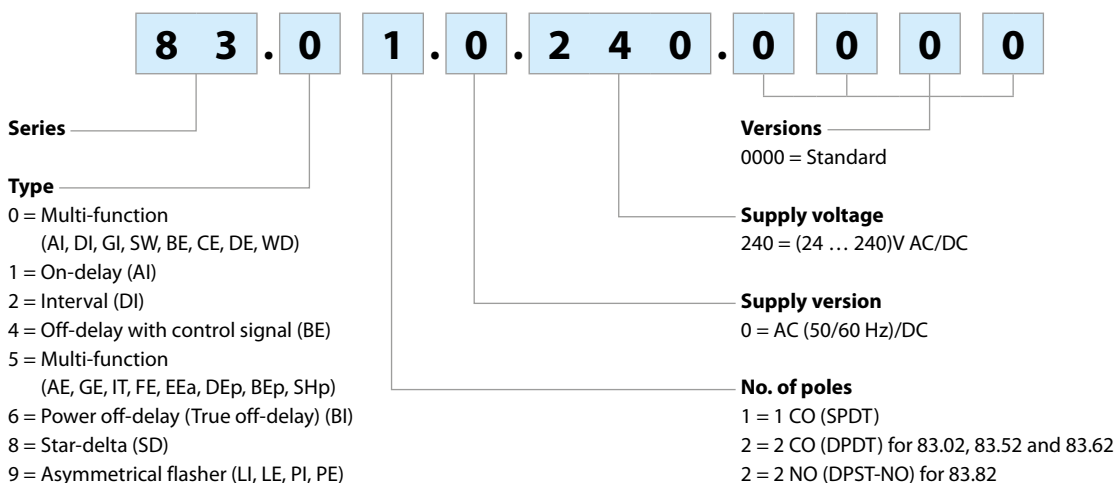 8 3 . 0 1 . 0 . 2 4 0 . 0 0 0 0
Series
Type
0 = Multi-function
(AI, DI, GI, SW, BE, CE, DE, WD)
1 = On-delay (AI)
2 = Interval (DI)
4 = Off-delay with control signal (BE)
5 = Multi-function
(AE, GE, IT, FE, EEa, DEp, BEp, SHp)
6 = Power off-delay (True off-delay) (BI)
8 = Star-delta (SD)
9 = Asymmetrical flasher (LI, LE, PI, PE)
Versions
0000 = Standard
Supply voltage
240 = (24 … 240)V AC/DC
Supply version
0 = AC (50/60 Hz)/DC
No. of poles
1 = 1 CO (SPDT)
2 = 2 CO (DPDT) for 83.02, 83.52 and 83.62
2 = 2 NO (DPST-NO) for 83.82